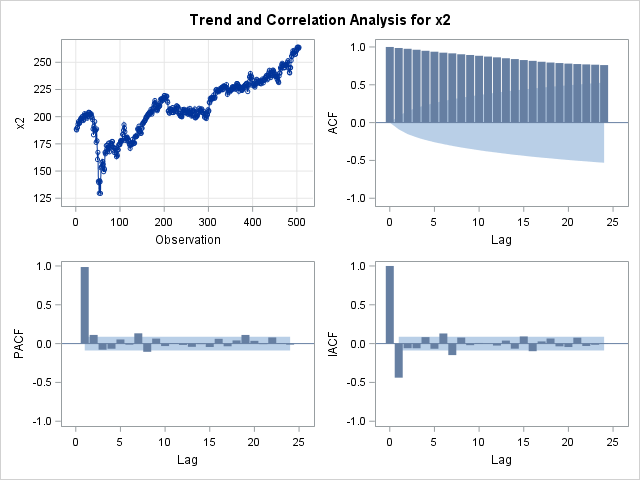 Trend and Correlation Analysis for x2
250
225
200
175
150
125
x2
0 100 200 300 400 500
Observation
1.0
0.5
0.0
-0.5
-1.0
ACF
0 5 10 15 20 25
Lag
1.0
0.5
0.0
-0.5
-1.0
PACF
0 5 10 15 20 25
Lag
1.0
0.5
0.0
-0.5
-1.0
IACF
0 5 10 15 20 25
Lag